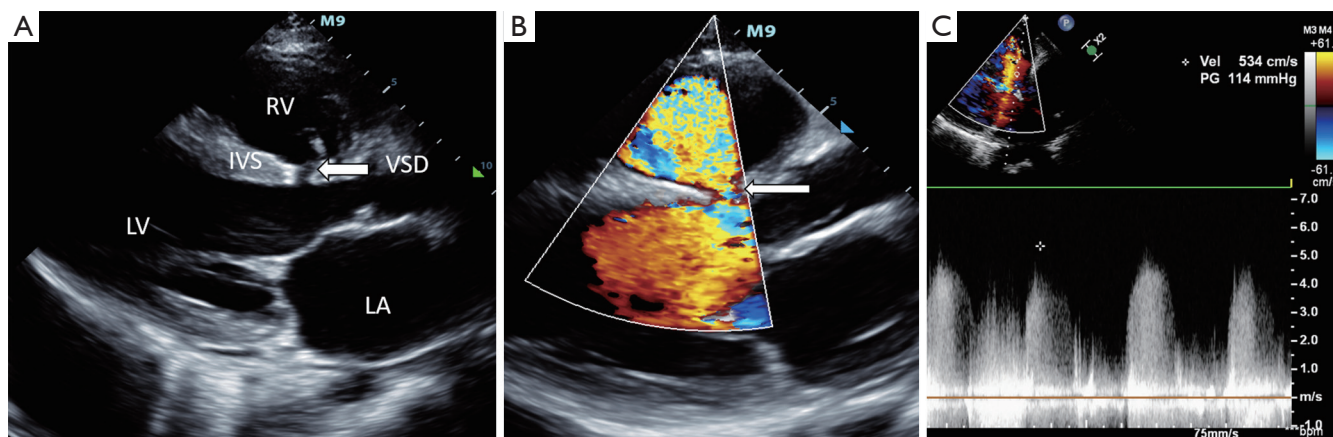 A
M9
5
10
RV
IVS
VSD
LV
LA
B
M9
5
C
P
X2
M3 M4
+61.
-61.
cm/
Vel 534 cm/s
PG 114 mmHg
7.0
6.0
5.0
4.0
3.0
2.0
1.0
m/s
-1.0
75mm/s
bpm